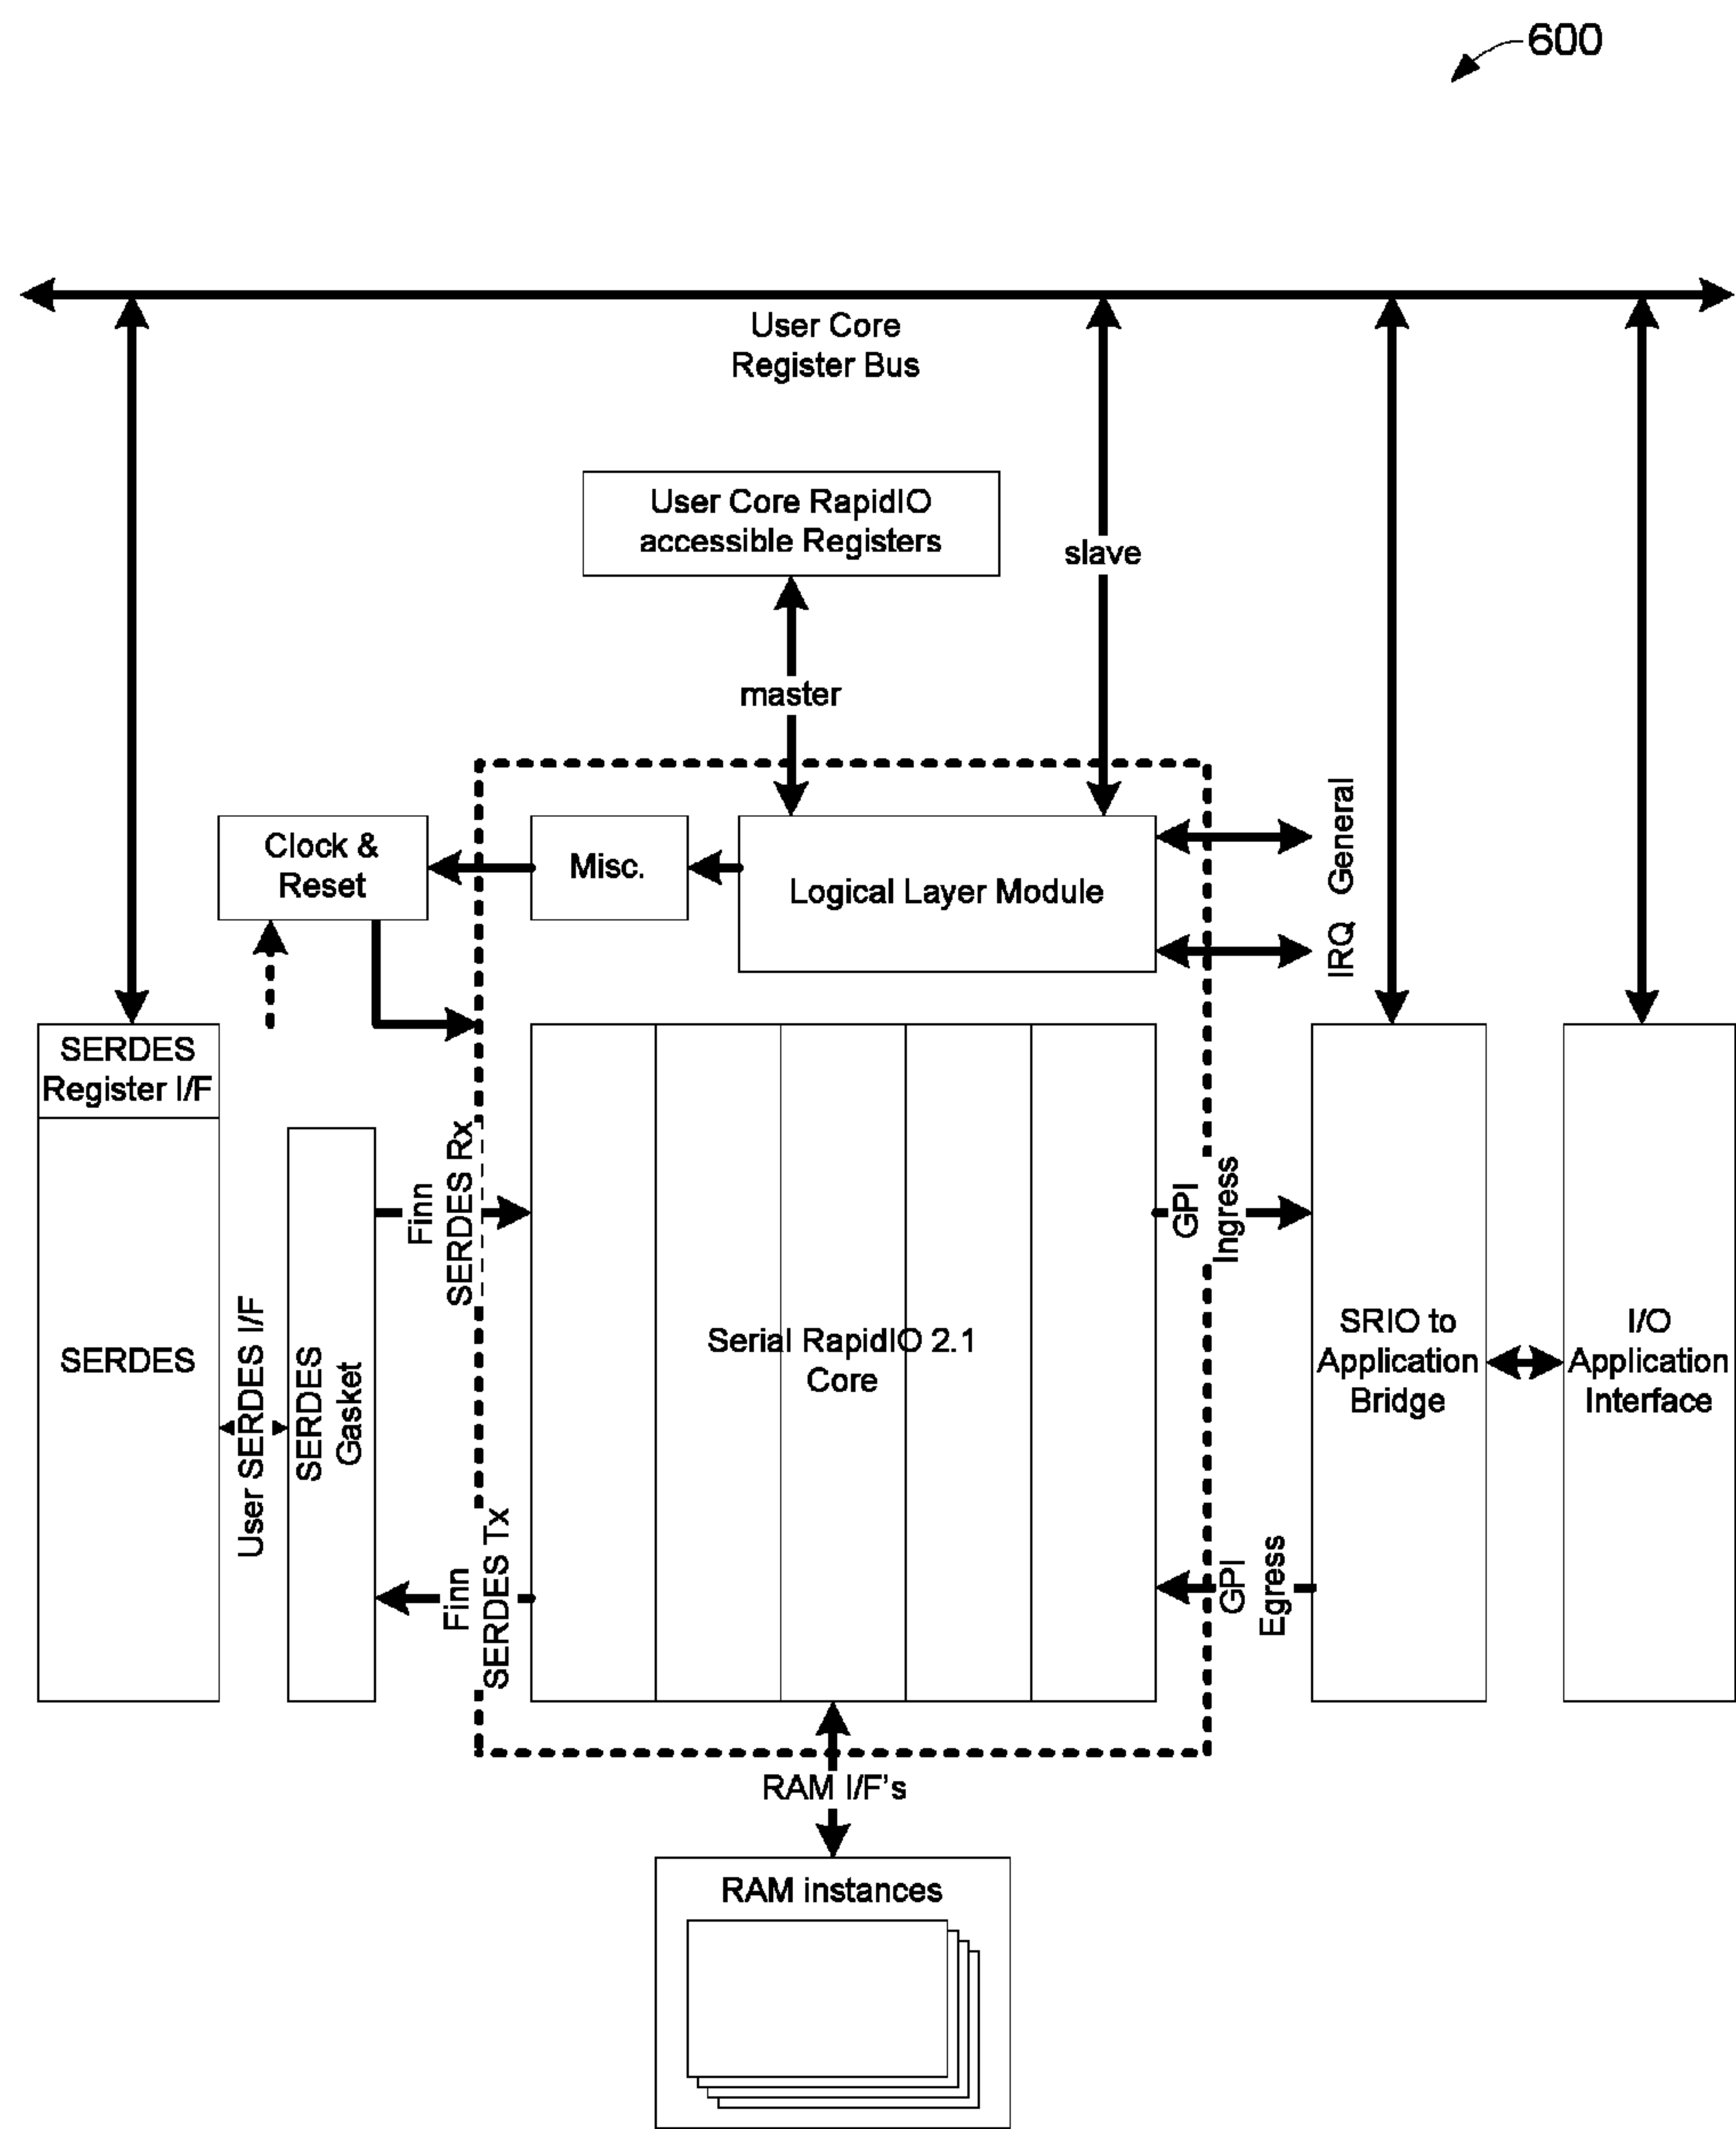 600
User Core
Register Bus
User Core RapidIO
accessible Registers
slave
master
Clock &
Reset
Misc.
Logical Layer Module
General
IRQ
SERDES
Register I/F
SERDES
User SERDES I/F
SERDES
Gasket
Finn
SERDES Rx
Finn
SERDES Tx
Serial RapidIO 2.1
Core
GPI
Ingress
GPI
Egress
SRIO to
Application
Bridge
I/O
Application
Interface
RAM I/F's
RAM instances